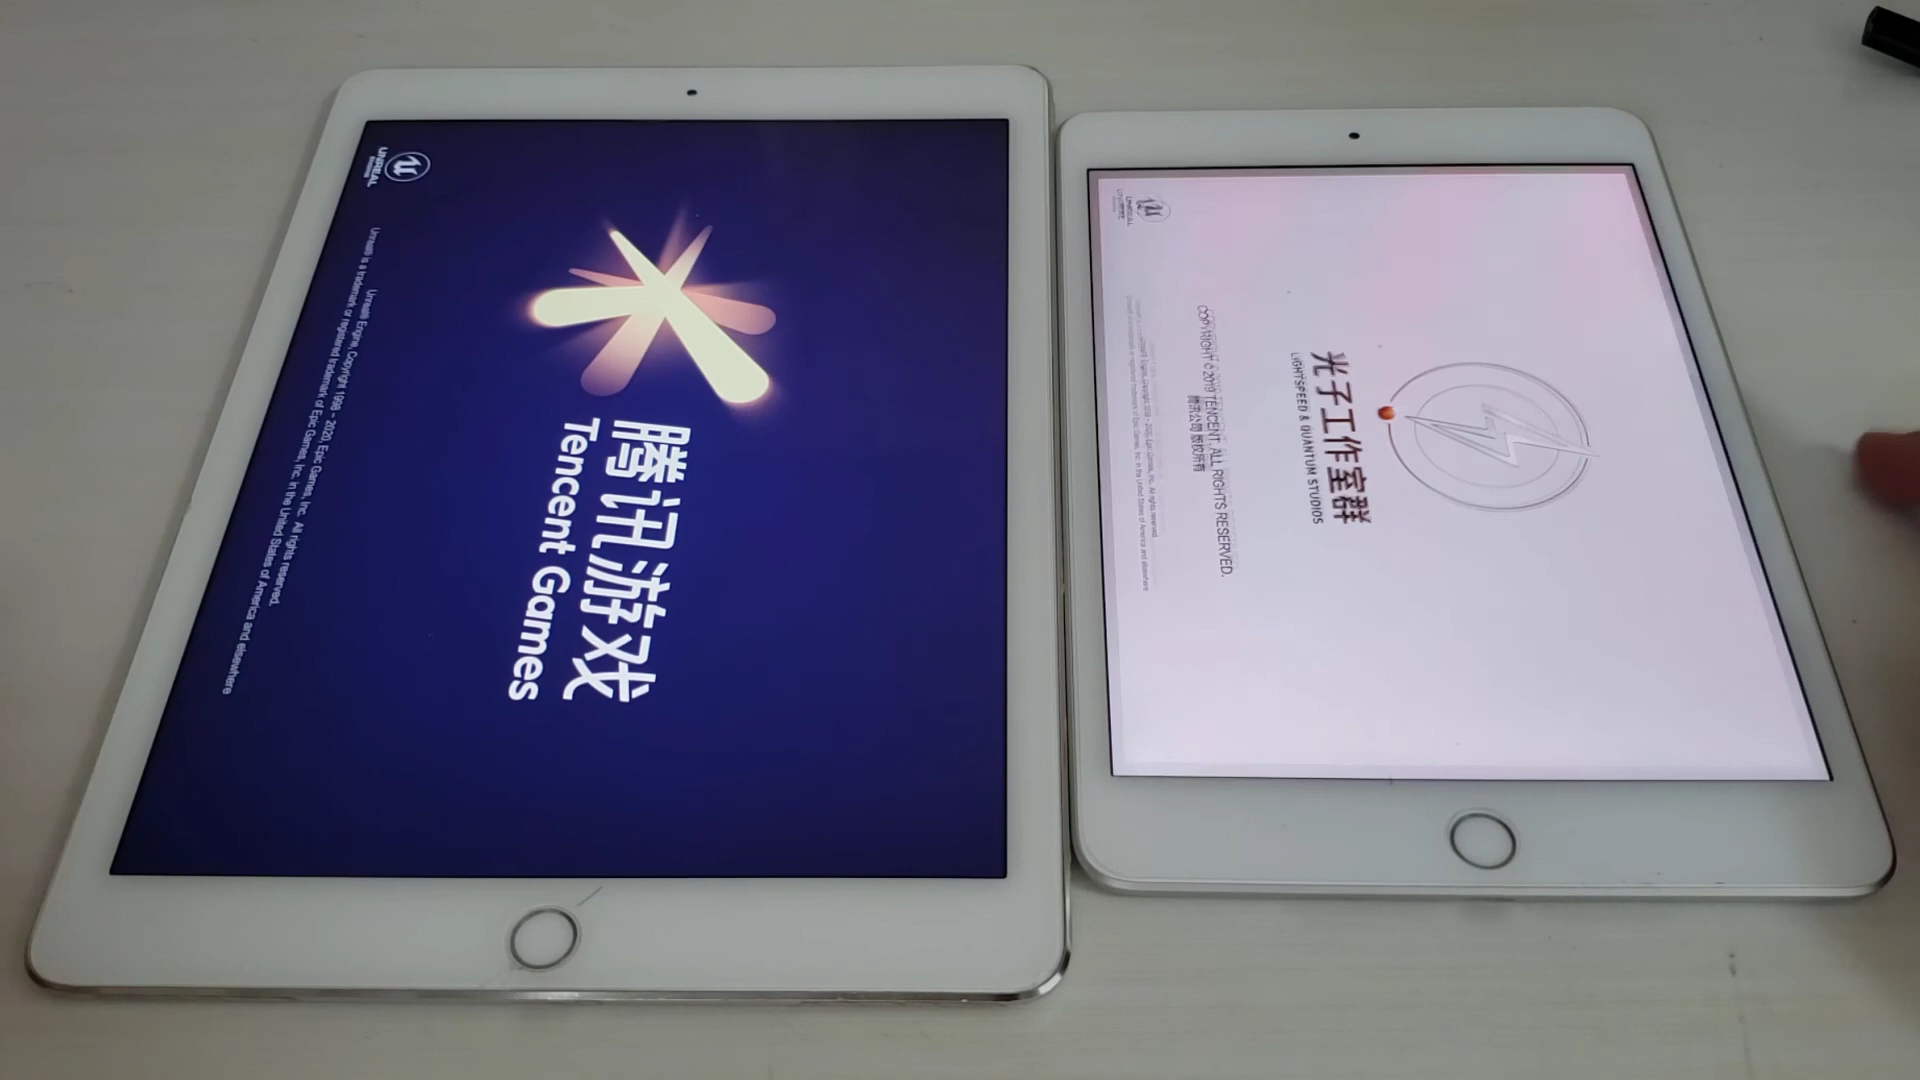 UNREAL
ENGINE
腾讯游戏
Tencent Games
Unreal® Engine, Copyright 1998 – 2020, Epic Games, Inc. All rights reserved.
Unreal® is a trademark or registered trademark of Epic Games, Inc. in the United States of America and elsewhere
UNREAL
光子工作室群
LIGHTSPEED & QUANTUM STUDIOS
COPYRIGHT © 2019 TENCENT. ALL RIGHTS RESERVED.
腾讯公司 版权所有